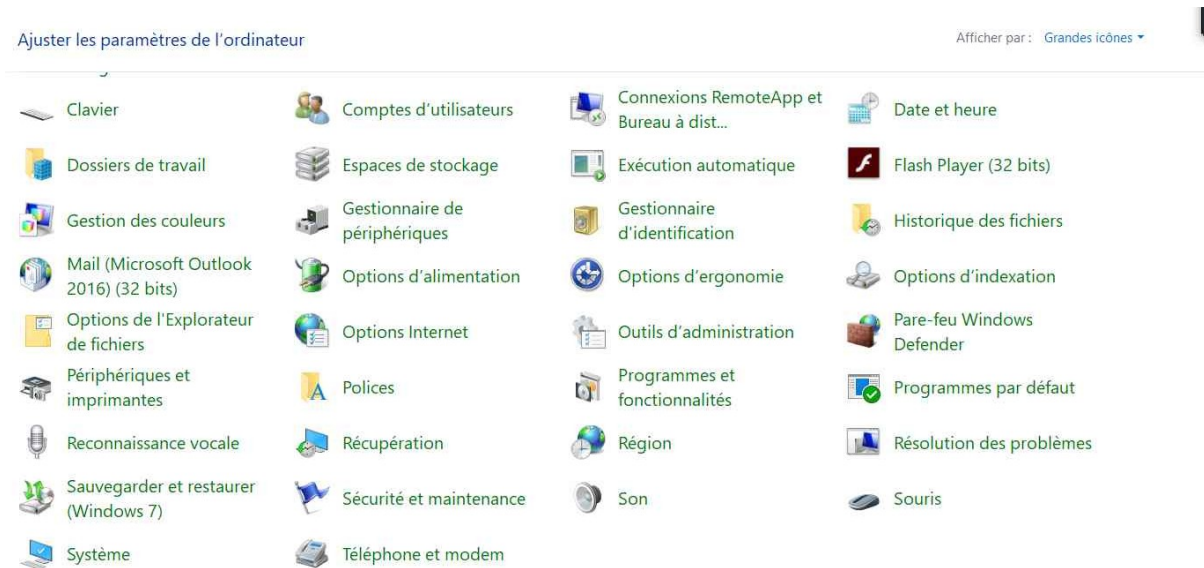 Ajuster les paramètres de l'ordinateur
Afficher par : Grandes icônes
Clavier
Comptes d'utilisateurs
Connexions RemoteApp et
Bureau à dist...
Date et heure
Dossiers de travail
Espaces de stockage
Exécution automatique
Flash Player (32 bits)
Gestion des couleurs
Gestionnaire de
périphériques
Gestionnaire
d'identification
Historique des fichiers
Mail (Microsoft Outlook
2016) (32 bits)
Options d'alimentation
Options d'ergonomie
Options d'indexation
Options de l'Explorateur
de fichiers
Options Internet
Outils d'administration
Pare-feu Windows
Defender
Périphériques et
imprimantes
Polices
Programmes et
fonctionnalités
Programmes par défaut
Reconnaissance vocale
Récupération
Région
Résolution des problèmes
Sauvegarder et restaurer
(Windows 7)
Sécurité et maintenance
Son
Souris
Système
Téléphone et modem